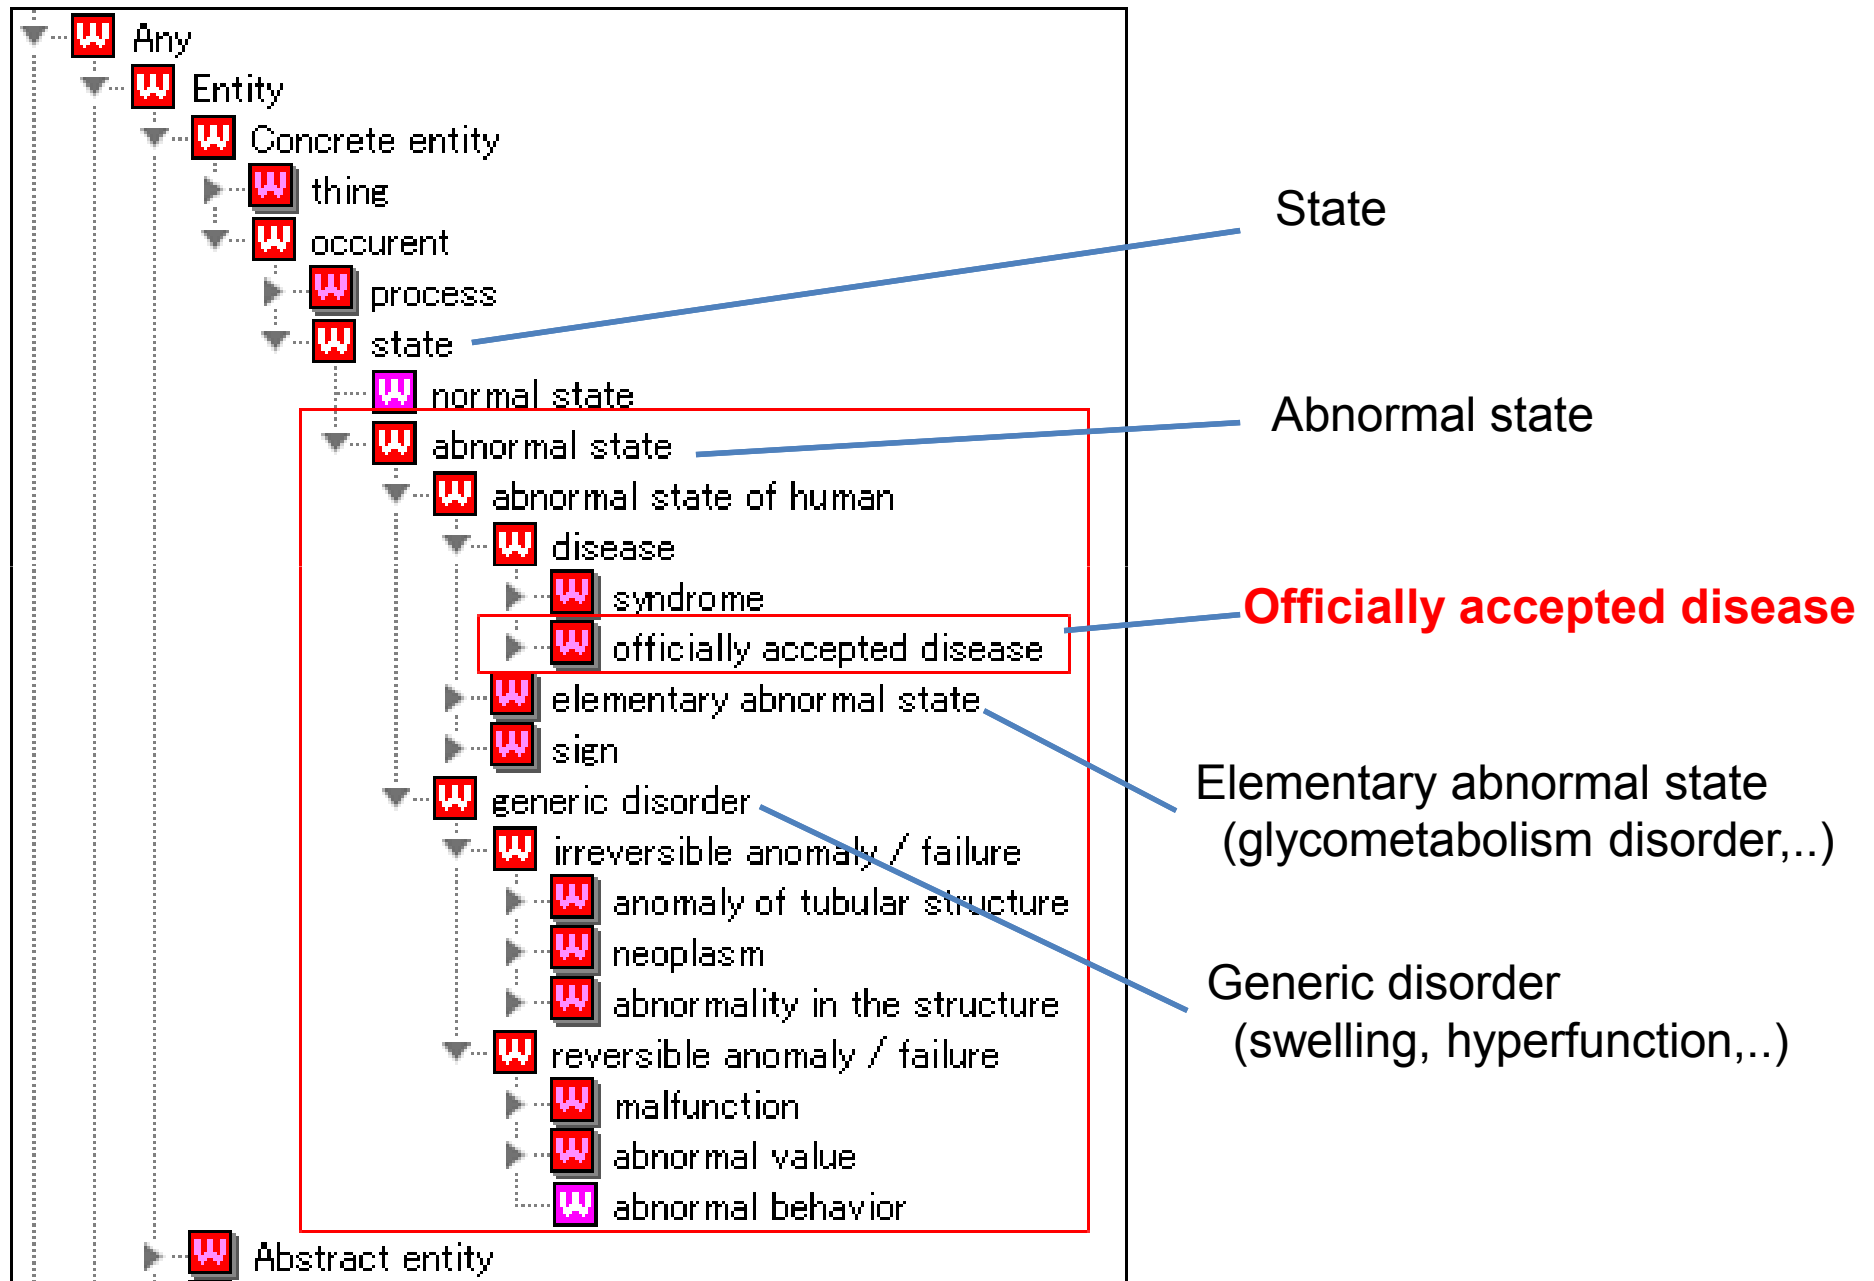 Any
Entity
Concrete entity
thing
occurent
process
state
normal state
abnormal state
abnormal state of human
disease
syndrome
officially accepted disease
elementary abnormal state
sign
generic disorder
irreversible anomaly / failure
anomaly of tubular structure
neoplasm
abnormality in the structure
reversible anomaly / failure
malfunction
abnormal value
abnormal behavior
Abstract entity
State
Abnormal state
Officially accepted disease
Elementary abnormal state
(glycometabolism disorder,..)
Generic disorder
(swelling, hyperfunction,..)